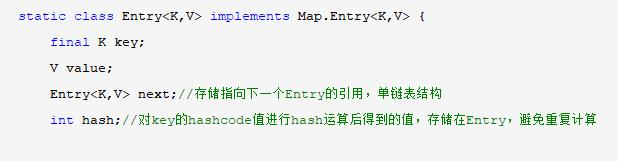 static class Entry<K,V> implements Map.Entry<K,V> {
final K key;
V value;
Entry<K,V> next;//存储指向下一个Entry的引用，单链表结构
int hash;//对key的hashcode值进行hash运算后得到的值，存储在Entry，避免重复计算